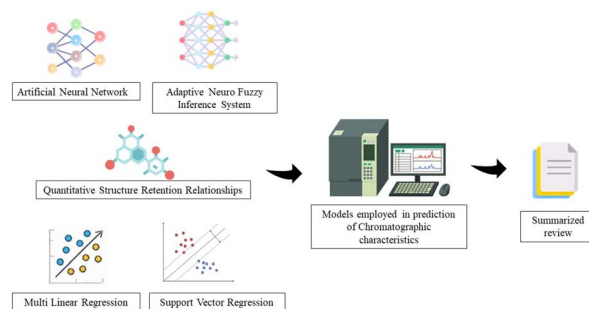 Artificial Neural Network
Adaptive Neuro Fuzzy
Inference System
Quantitative Structure Retention Relationships
Multi Linear Regression
Support Vector Regression
Models employed in prediction
of Chromatographic
characteristics
Summarized
review